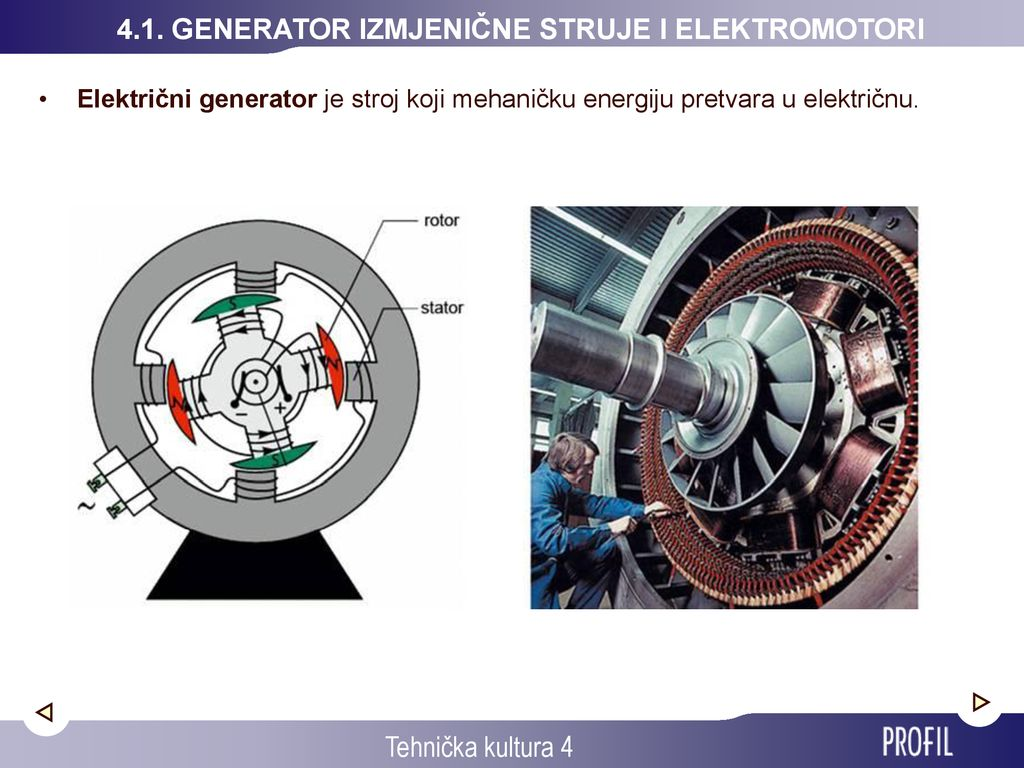 4.1. GENERATOR IZMJENIČNE STRUJE I ELEKTROMOTORI
• Električni generator je stroj koji mehaničku energiju pretvara u električnu.
rotor
stator
S
N
N
S
− +
~
Tehnička kultura 4
PROFIL